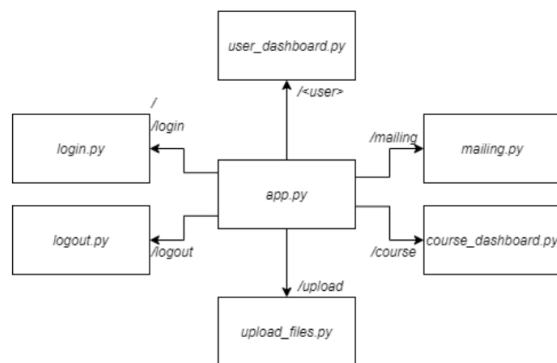 user_dashboard.py
/<user>
/
/login
/mailing
login.py
mailing.py
app.py
logout.py
course_dashboard.py
/logout
/course
/upload
upload_files.py